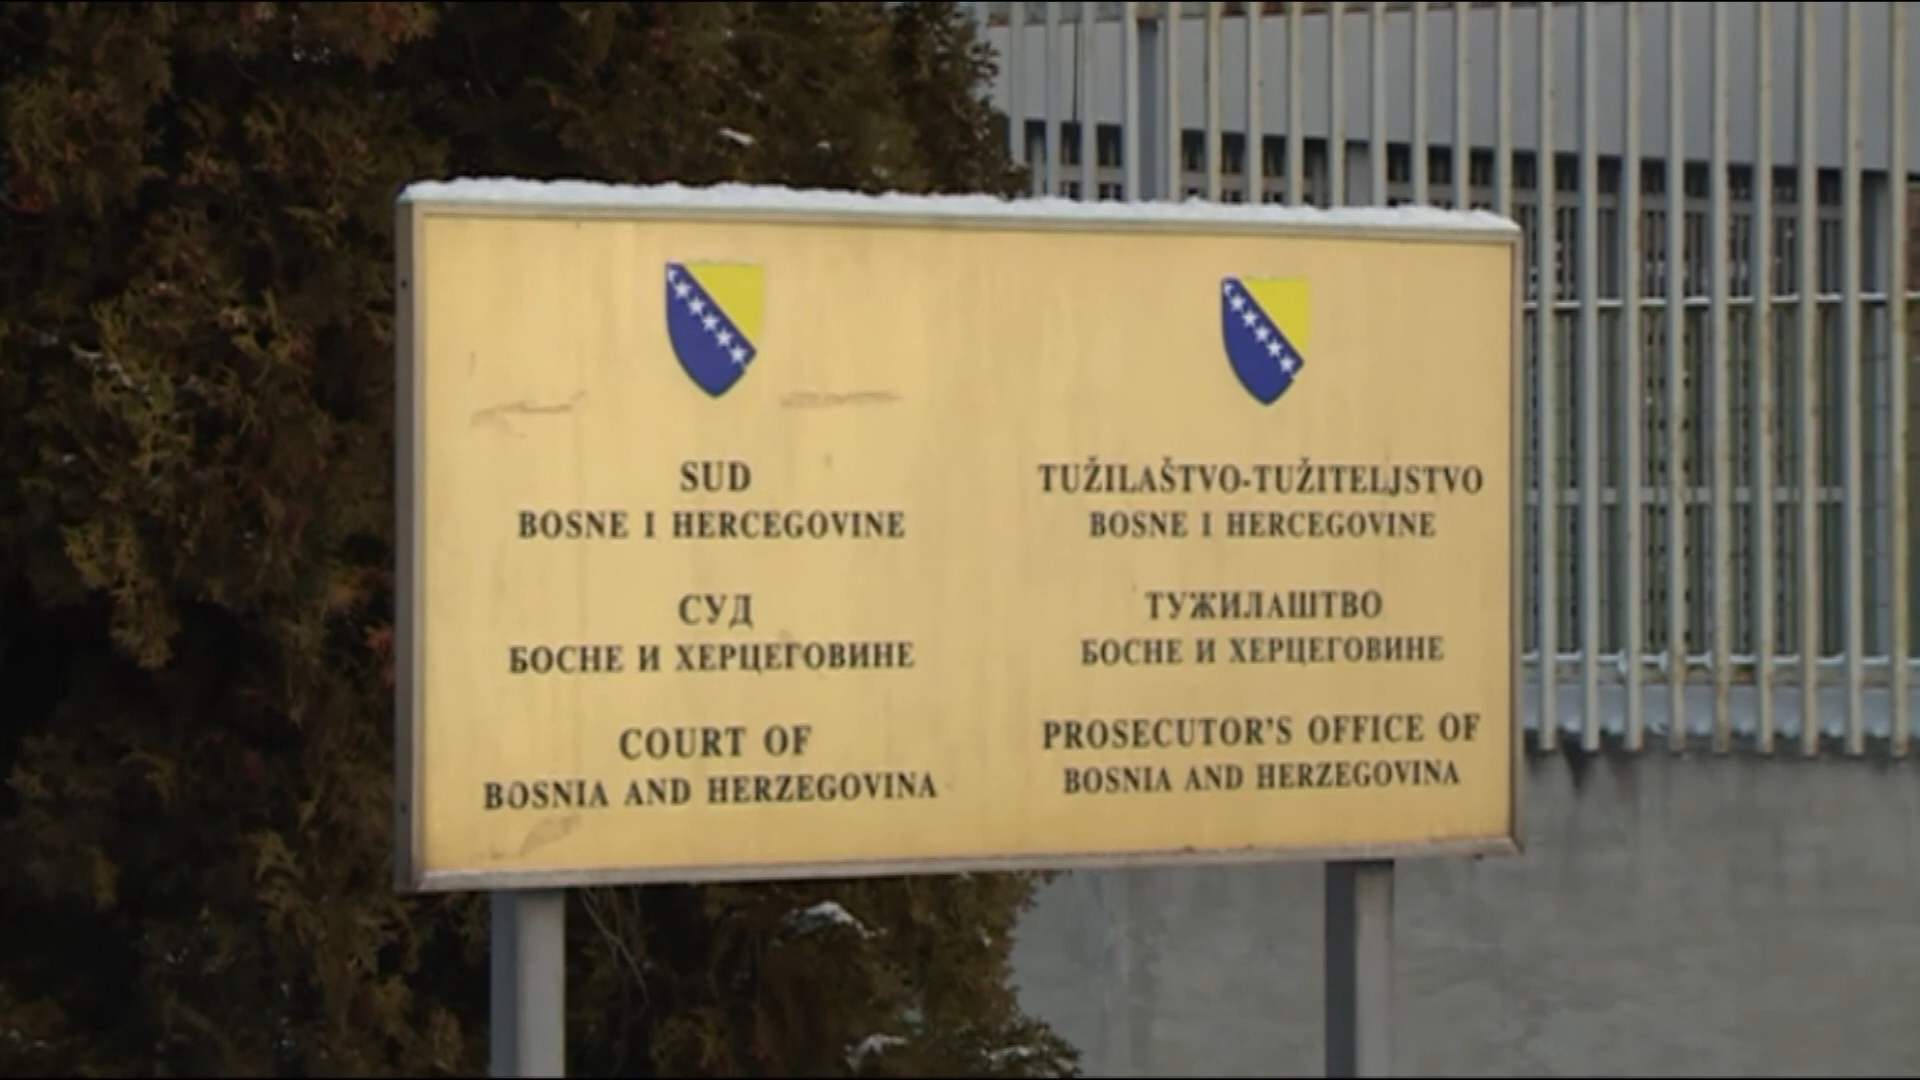 SUD
BOSNE I HERCEGOVINE
СУД
БОСНЕ И ХЕРЦЕГОВИНЕ
COURT OF
BOSNIA AND HERZEGOVINA
TUŽILAŠTVO-TUŽITELJSTVO
BOSNE I HERCEGOVINE
ТУЖИЛАШТВО
БОСНЕ И ХЕРЦЕГОВИНЕ
PROSECUTOR'S OFFICE OF
BOSNIA AND HERZEGOVINA